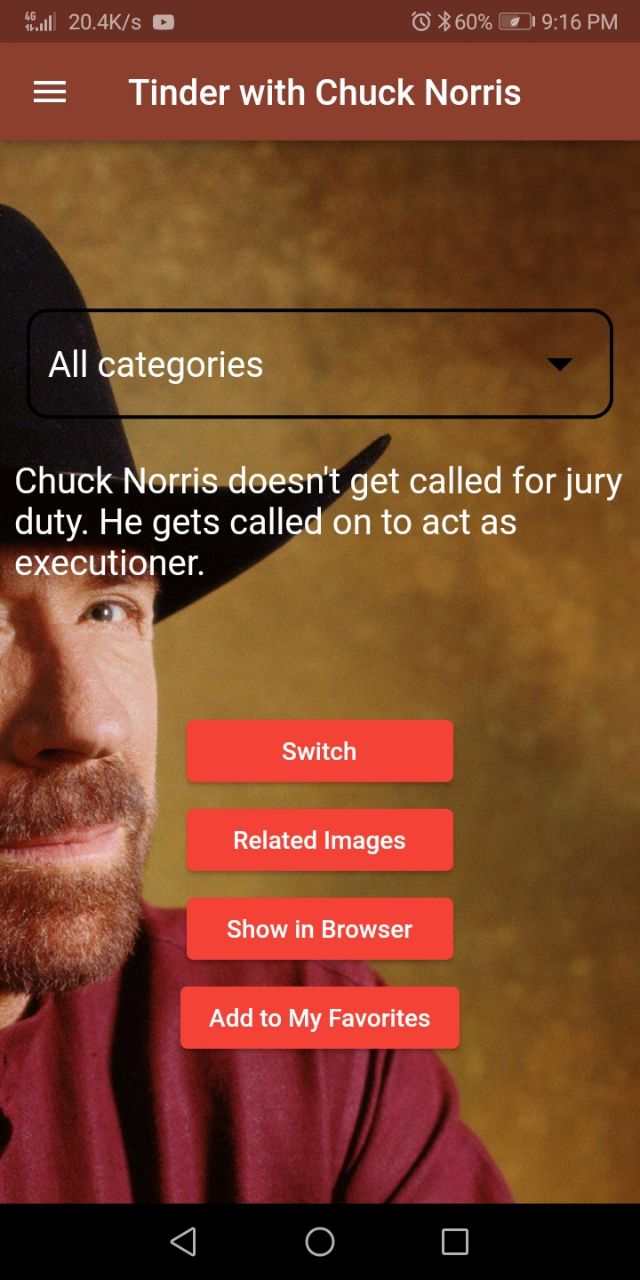 4G 20.4K/s 60% 9:16 PM
Tinder with Chuck Norris
All categories
Chuck Norris doesn't get called for jury
duty. He gets called on to act as
executioner.
Switch
Related Images
Show in Browser
Add to My Favorites